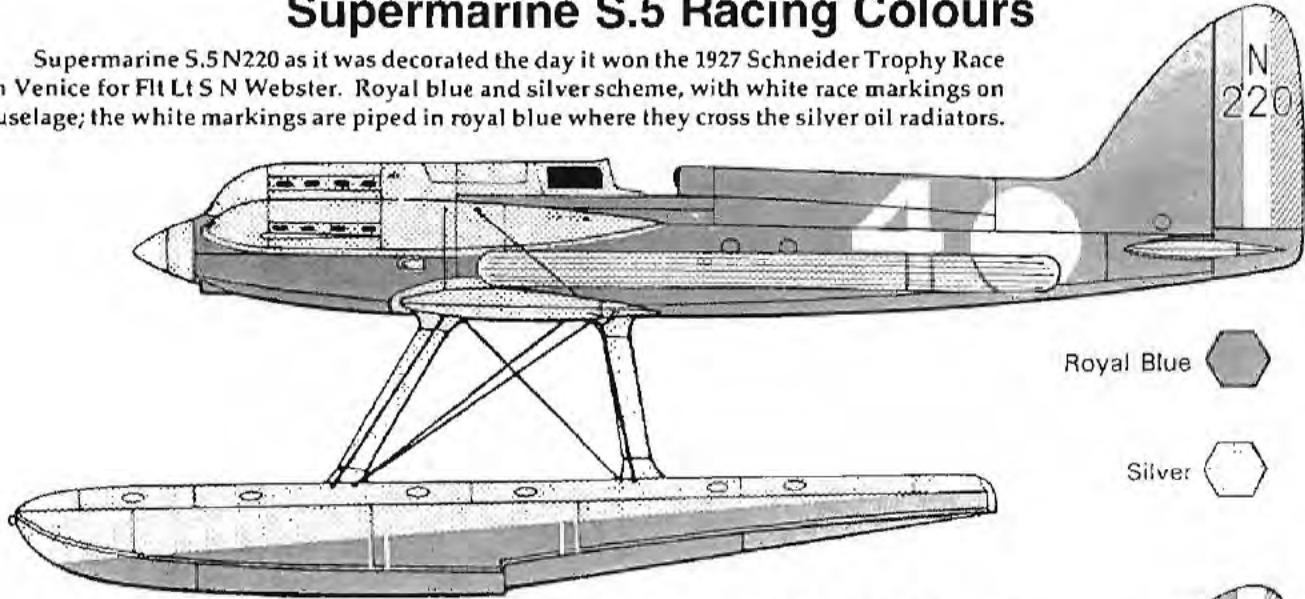 Supermarine S.5 Racing Colours
Supermarine S.5 N220 as it was decorated the day it won the 1927 Schneider Trophy Race
Venice for Flt Lt S N Webster. Royal blue and silver scheme, with white race markings on
uselage; the white markings are piped in royal blue where they cross the silver oil radiators.
N
220
4
Royal Blue
Silver